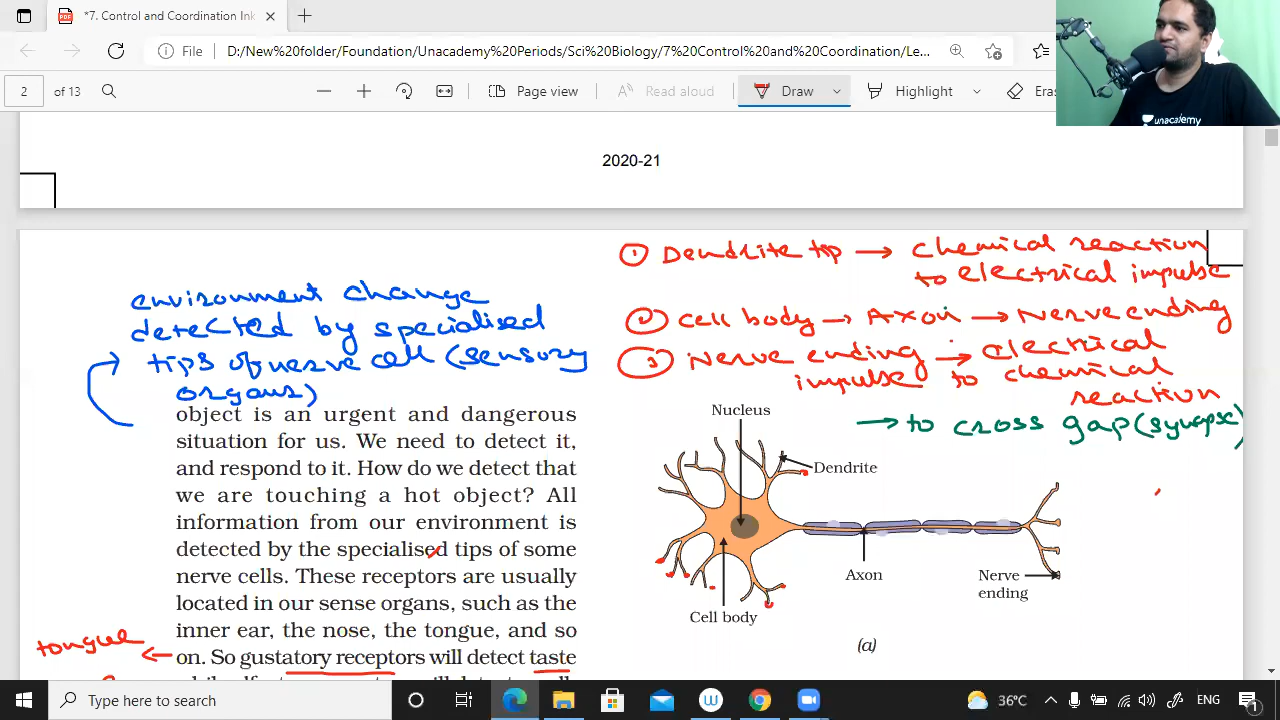 *7. Control and Coordination Ink
File
D:/New%20folder/Foundation/Unacademy%20Periods/Sci%20Biology/7%20Control%20and%20Coordination/Le...
2
of 13
Page view
Read aloud
Draw
Highlight
Eras
unacademy
2020-21
① Dendrite tip → chemical reaction
to electrical impulse
② cell body → Axon → Nerve ending
③ Nerve ending → electrical
impulse to chemical
reaction
→ to cross gap (synapse)
environment change
detected by specialised
tips of nerve cell (sensory
organs)
object is an urgent and dangerous
situation for us. We need to detect it,
and respond to it. How do we detect that
we are touching a hot object? All
information from our environment is
detected by the specialised tips of some
nerve cells. These receptors are usually
located in our sense organs, such as the
inner ear, the nose, the tongue, and so
on. So gustatory receptors will detect taste
tongue ←
Nucleus
Dendrite
Axon
Nerve
ending
Cell body
(a)
Type here to search
W
36°C
ENG
1